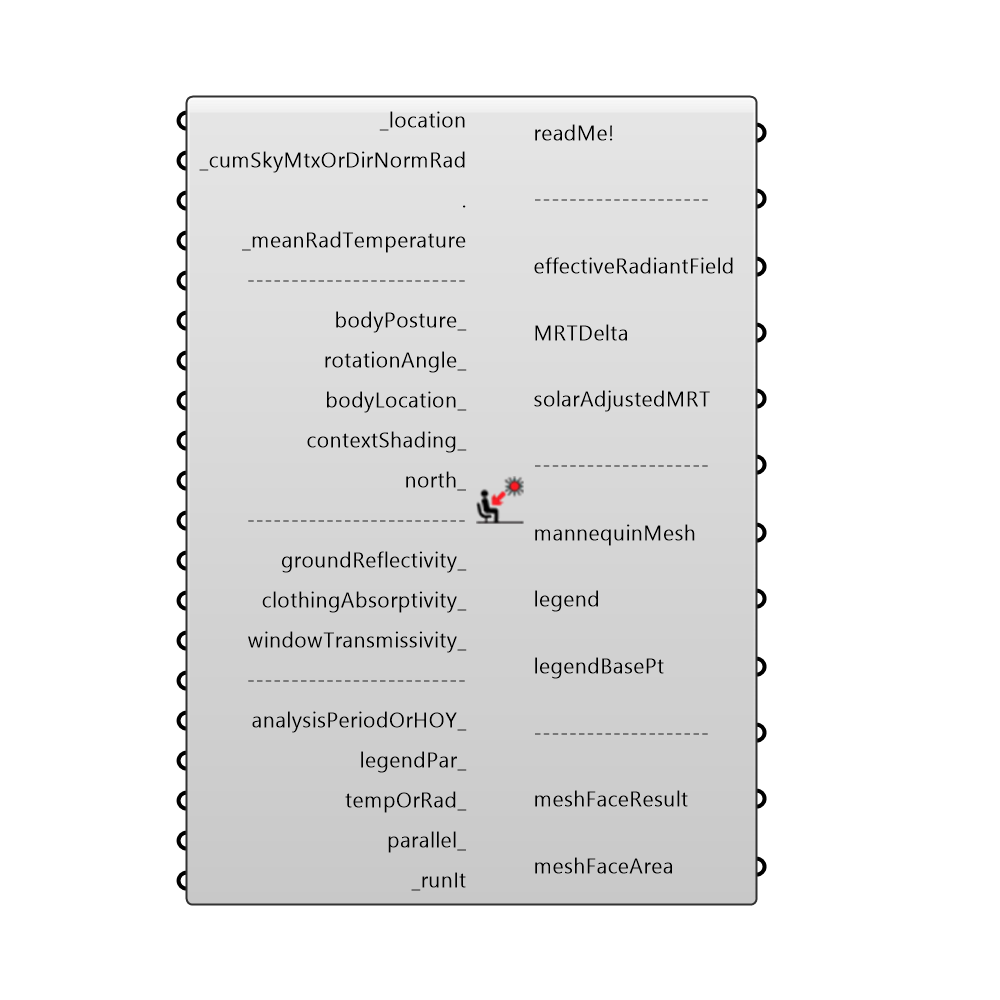 _location
_cumSkyMtxOrDirNormRad
.
_meanRadTemperature
-------------------------
bodyPosture_
rotationAngle_
bodyLocation_
contextShading_
north_
-------------------------
groundReflectivity_
clothingAbsorptivity_
windowTransmissivity_
-------------------------
analysisPeriodOrHOY_
legendPar_
tempOrRad_
parallel_
_runIt
readMe!
--------------------
effectiveRadiantField
MRTDelta
solarAdjustedMRT
--------------------
mannequinMesh
legend
legendBasePt
--------------------
meshFaceResult
meshFaceArea